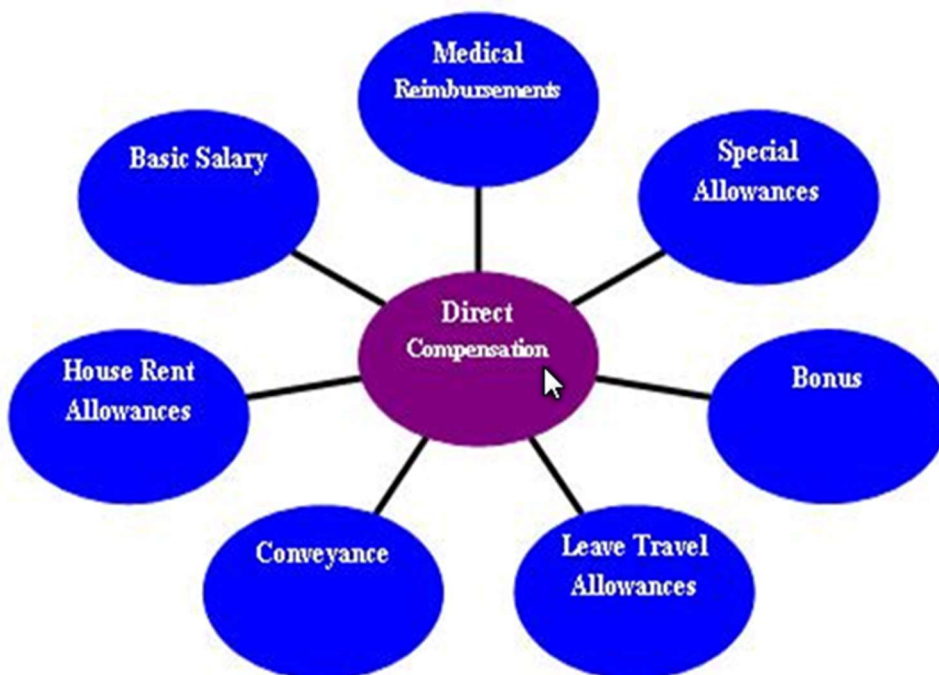 Medical
Reimbursements
Basic Salary
Special
Allowances
Direct
Compensation
House Rent
Allowances
Bonus
Conveyance
Leave Travel
Allowances